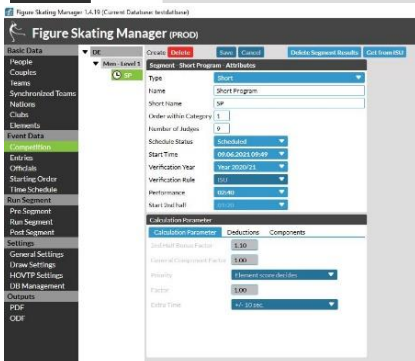 Figure Skating Manager 1.4.19 (Current Database: testdatbase)
Figure Skating Manager (PROD)
Basic Data
People
Couples
Teams
Synchronized Teams
Nations
Clubs
Elements
Event Data
Competition
Entries
Officials
Starting Order
Time Schedule
Run Segment
Pre Segment
Run Segment
Post Segment
Settings
General Settings
Draw Settings
HOVTP Settings
DB Management
Outputs
PDF
ODF
DE
Men - Level 1
SP
Create Delete Save Cancel Delete Segment Results Get from ISU
Segment - Short Program - Attributes
Type Short
Name Short Program
Short Name SP
Order within Category 1
Number of Judges 9
Schedule Status Scheduled
Start Time 09.06.2021 09:49
Verification Year Year 2020/21
Verification Rule ISU
Performance 02:40
Start 2nd half
Calculation Parameter
Calculation Parameter Deductions Components
2nd Half Bonus Factor 1.10
General Component Factor 1.00
Priority Element score decides
Factor 1.00
Extra Time +/- 10 sec.